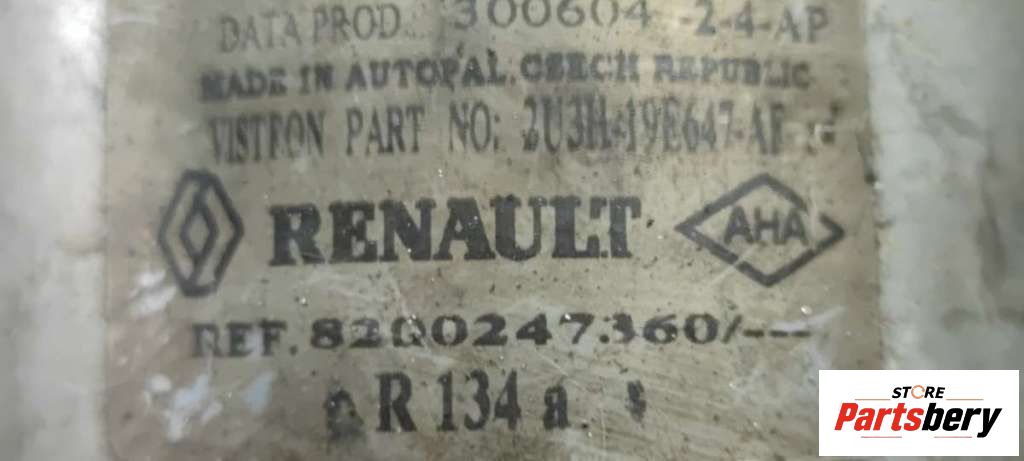 DATA PROD. 300604 -2-4-AP
MADE IN AUTOPAL, CZECH REPUBLIC
VISTEON PART NO: 2U3H-19E647-AF
RENAULT AHA
REF. 8200247360/---
R 134 a
STORE
Partsbery